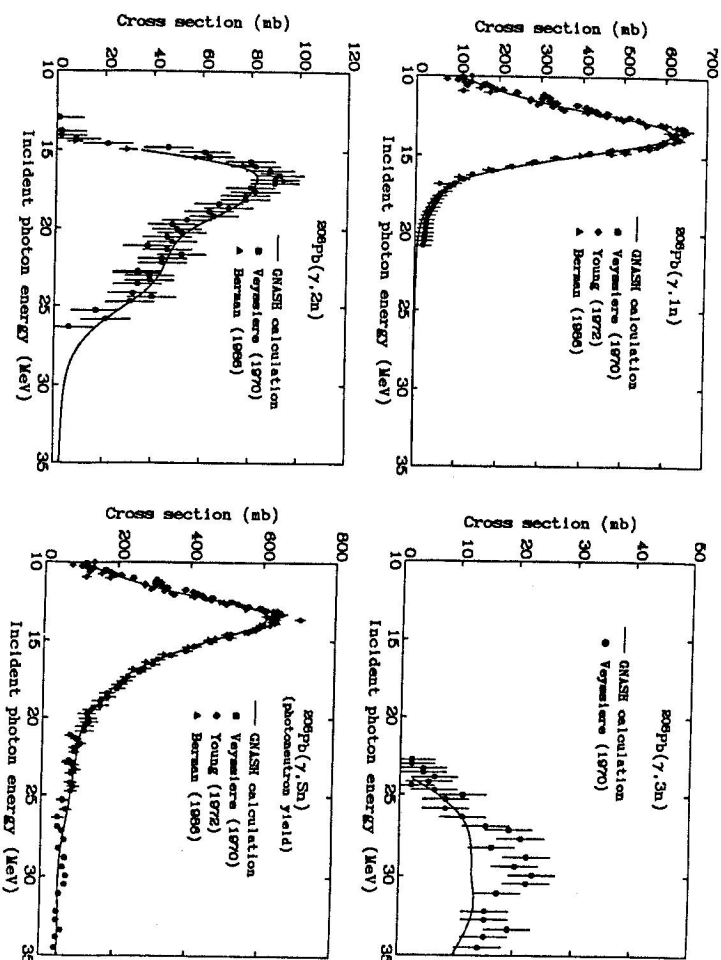 700
600
500
400
300
200
100
0
Cross section (mb)
²⁰⁸Pb(γ,1n)
GNASH calculation
Veyssiere (1970)
Young (1972)
Berman (1986)
10 15 20 25 30 35
Incident photon energy (MeV)
50
40
30
20
10
0
Cross section (mb)
²⁰⁸Pb(γ,3n)
GNASH calculation
Veyssiere (1970)
10 15 20 25 30 35
Incident photon energy (MeV)
120
100
80
60
40
20
0
Cross section (mb)
²⁰⁸Pb(γ,2n)
GNASH calculation
Veyssiere (1970)
Berman (1986)
10 15 20 25 30 35
Incident photon energy (MeV)
800
600
400
200
0
Cross section (mb)
²⁰⁸Pb(γ,Sn)
(photoneutron yield)
GNASH calculation
Veyssiere (1970)
Young (1972)
Berman (1986)
10 15 20 25 30 35
Incident photon energy (MeV)